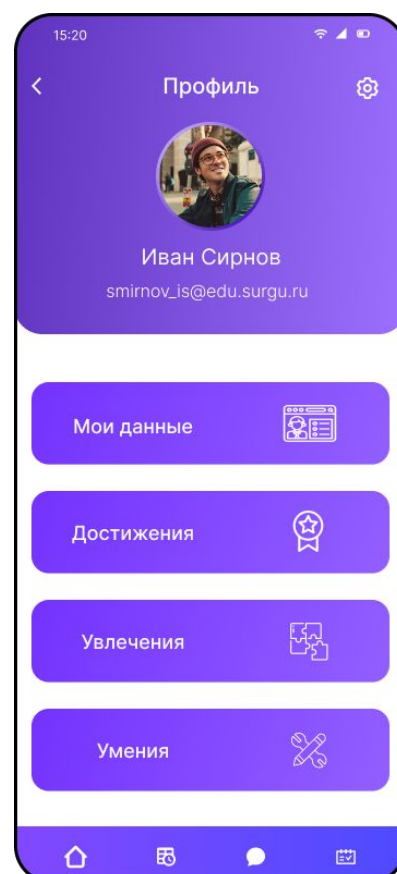 15:20
Профиль
Иван Сирнов
smirnov_is@edu.surgu.ru
Мои данные
Достижения
Увлечения
Умения